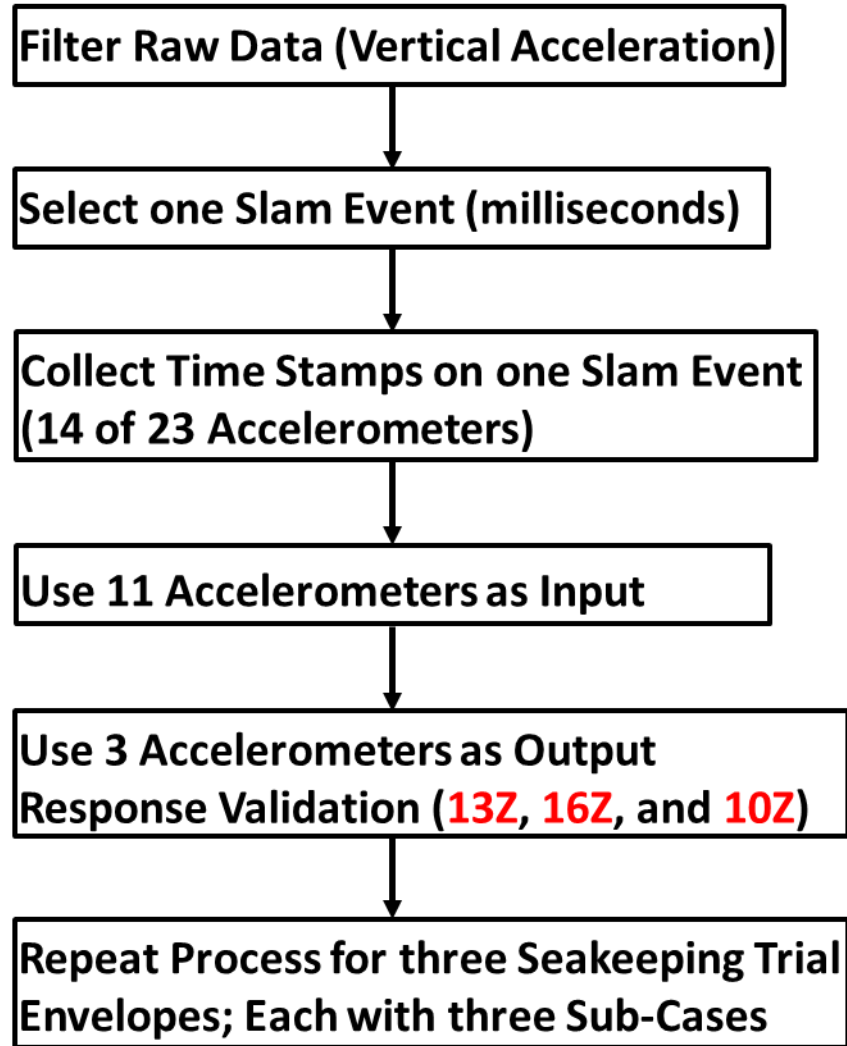 Filter Raw Data (Vertical Acceleration)
Select one Slam Event (milliseconds)
Collect Time Stamps on one Slam Event
(14 of 23 Accelerometers)
Use 11 Accelerometers as Input
Use 3 Accelerometers as Output
Response Validation (13Z, 16Z, and 10Z)
Repeat Process for three Seakeeping Trial
Envelopes; Each with three Sub-Cases